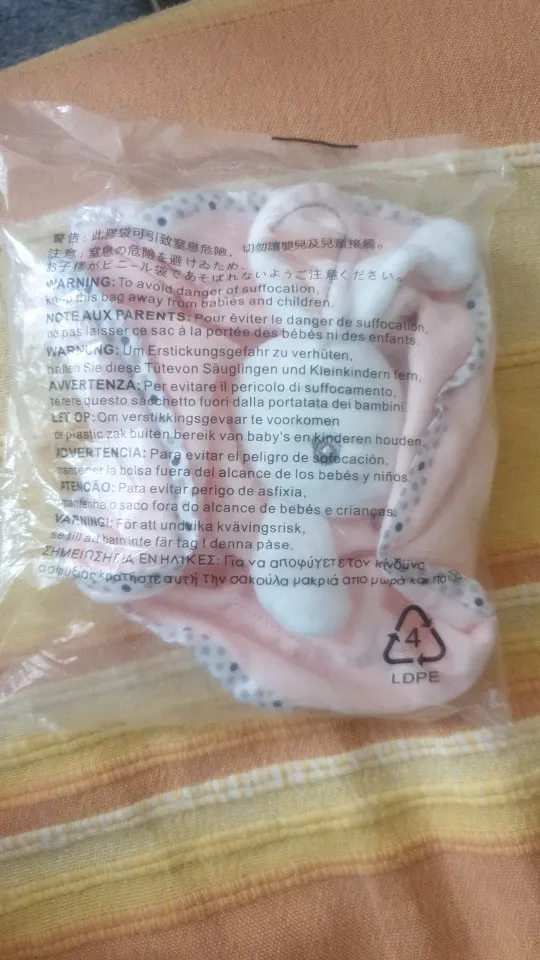 警告：此膠袋可引致窒息危險，切勿讓嬰兒及兒童接觸。
注意：窒息の危險を避けゐため，
お子樣がビニール袋であそばれないようご注意ください。
WARNING: To avoid danger of suffocation,
keep this bag away from babies and children.
NOTE AUX PARENTS: Pour éviter le danger de suffocation,
ne pas laisser ce sac à la portée des bébés ni des enfants.
WARNUNG: Um Erstickungsgefahr zu verhüten,
halten Sie diese Tütevon Säuglingen und Kleinkindern fern,
AVVERTENZA: Per evitare il pericolo di suffocamento,
tenere questo sacchetto fuori dalla portatata dei bambini.
LET OP: Om verstikkingsgevaar te voorkomen
de plastic zak buiten bereik van baby's en kinderen houden,
ADVERTENCIA: Para evitar el peligro de sofocación,
mantener la bolsa fuera del alcance de los bebés y niños.
ATENÇÃO: Para evitar perigo de asfixia,
mantenha o saco fora do alcance de bebés e crianças.
VARNING!: För att undvika kvävingsrisk,
se till att barn inte får tag I denna påse.
ΣΗΜΕΙΩΣΗ ΓΙΑ ΕΝ ΗΛΙΚΕΣ: Για να αποφύγετε τον κίνδυνο
ασφυξίας κρατήστε αυτή την σακούλα μακριά απο μωρά και παιδιά
4
LDPE